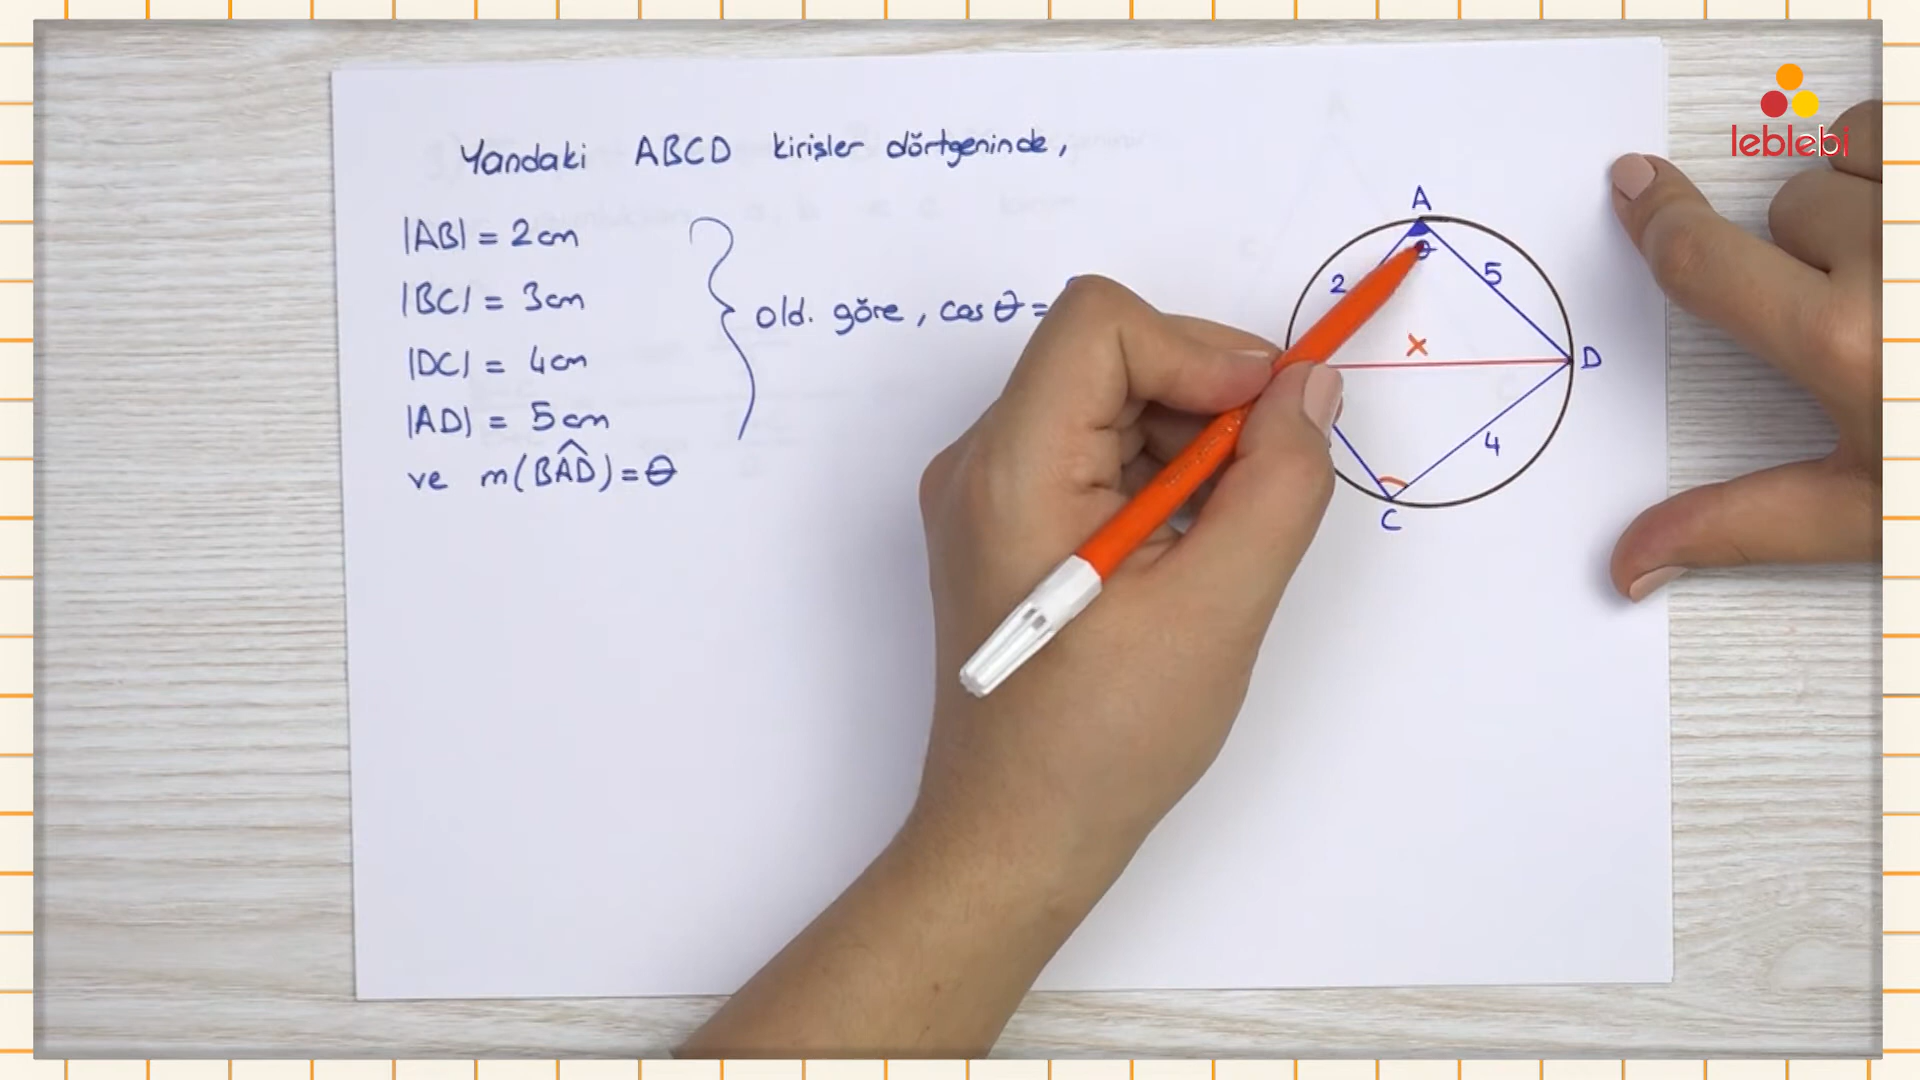 Yandaki ABCD kirişler dörtgeninde,
|AB| = 2cm
|BC| = 3cm
|DC| = 4cm
|AD| = 5cm
ve m(BAD) = θ
old. göre, cos θ =
A
θ
2
5
x
D
4
C
leblebi